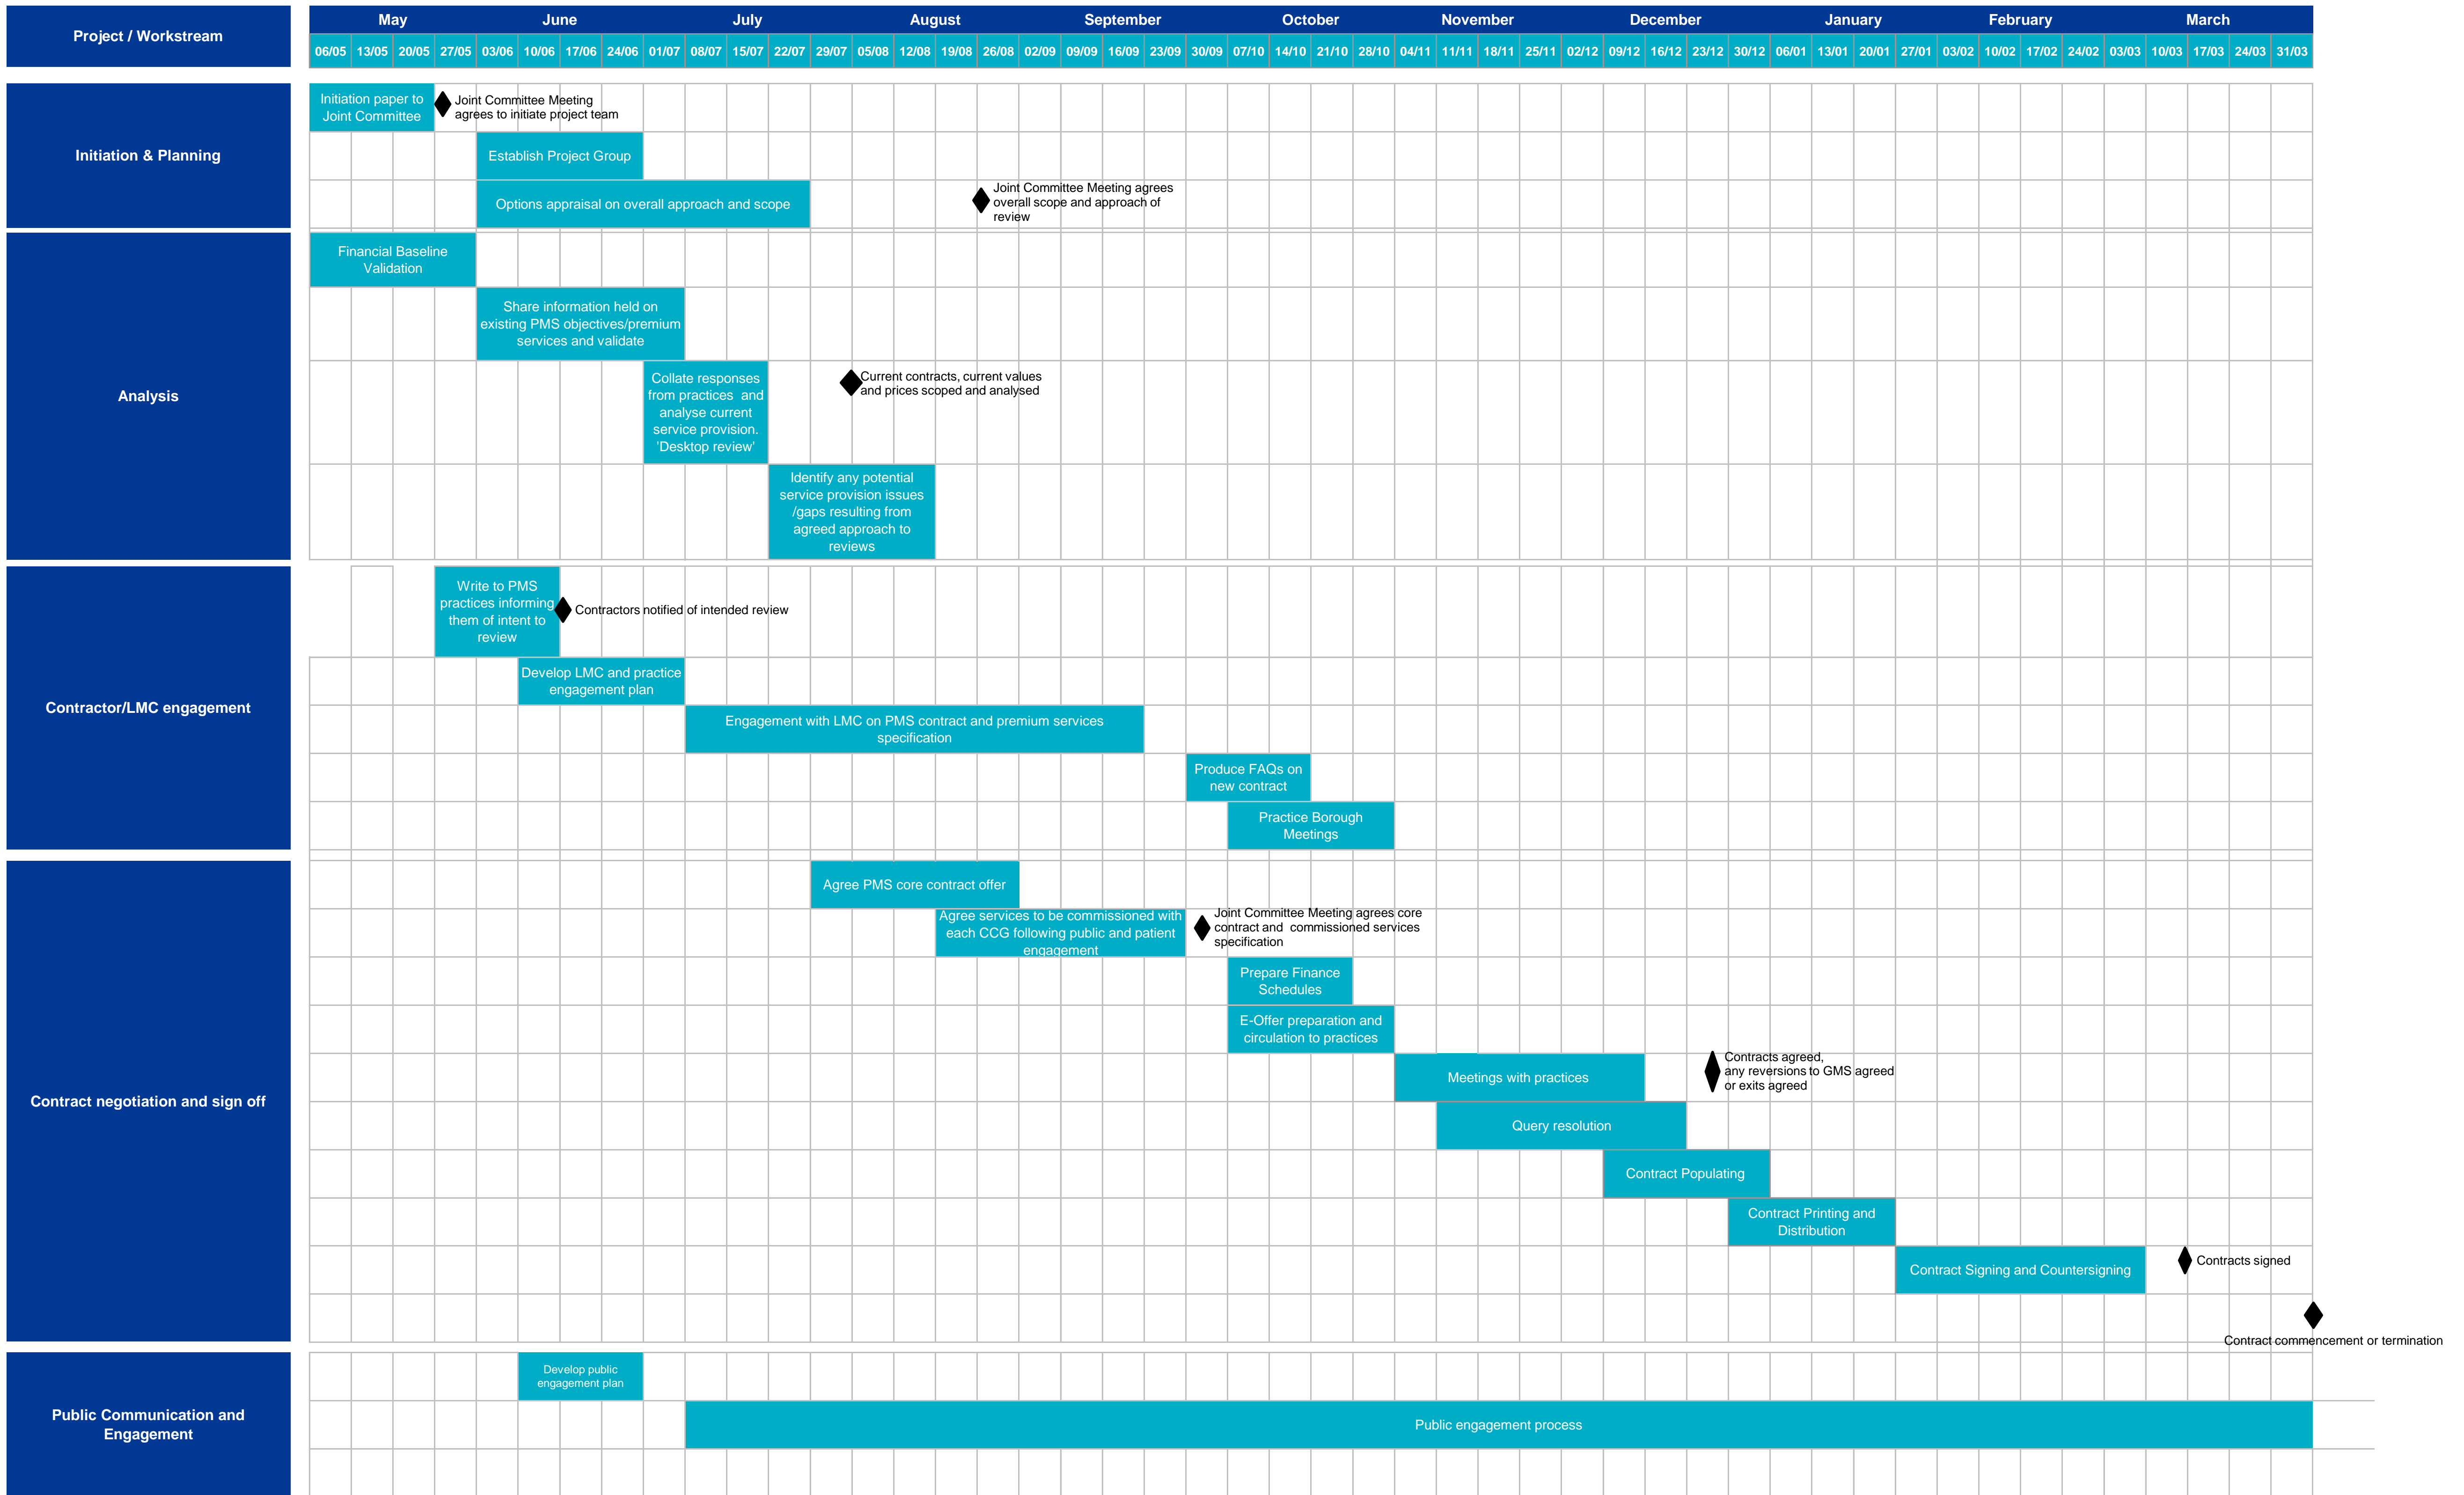 Project / Workstream
May June July August September October November December January February March
06/05 13/05 20/05 27/05 03/06 10/06 17/06 24/06 01/07 08/07 15/07 22/07 29/07 05/08 12/08 19/08 26/08 02/09 09/09 16/09 23/09 30/09 07/10 14/10 21/10 28/10 04/11 11/11 18/11 25/11 02/12 09/12 16/12 23/12 30/12 06/01 13/01 20/01 27/01 03/02 10/02 17/02 24/02 03/03 10/03 17/03 24/03 31/03
Initiation & Planning
Initiation paper to
Joint Committee
Joint Committee Meeting
agrees to initiate project team
Establish Project Group
Options appraisal on overall approach and scope
Joint Committee Meeting agrees
overall scope and approach of
review
Analysis
Financial Baseline
Validation
Share information held on
existing PMS objectives/premium
services and validate
Collate responses
from practices and
analyse current
service provision.
'Desktop review'
Current contracts, current values
and prices scoped and analysed
Identify any potential
service provision issues
/gaps resulting from
agreed approach to
reviews
Contractor/LMC engagement
Write to PMS
practices informing
them of intent to
review
Contractors notified of intended review
Develop LMC and practice
engagement plan
Engagement with LMC on PMS contract and premium services
specification
Produce FAQs on
new contract
Practice Borough
Meetings
Contract negotiation and sign off
Agree PMS core contract offer
Agree services to be commissioned with
each CCG following public and patient
engagement
Joint Committee Meeting agrees core
contract and commissioned services
specification
Prepare Finance
Schedules
E-Offer preparation and
circulation to practices
Meetings with practices
Contracts agreed,
any reversions to GMS agreed
or exits agreed
Query resolution
Contract Populating
Contract Printing and
Distribution
Contract Signing and Countersigning
Contracts signed
Contract commencement or termination
Public Communication and
Engagement
Develop public
engagement plan
Public engagement process